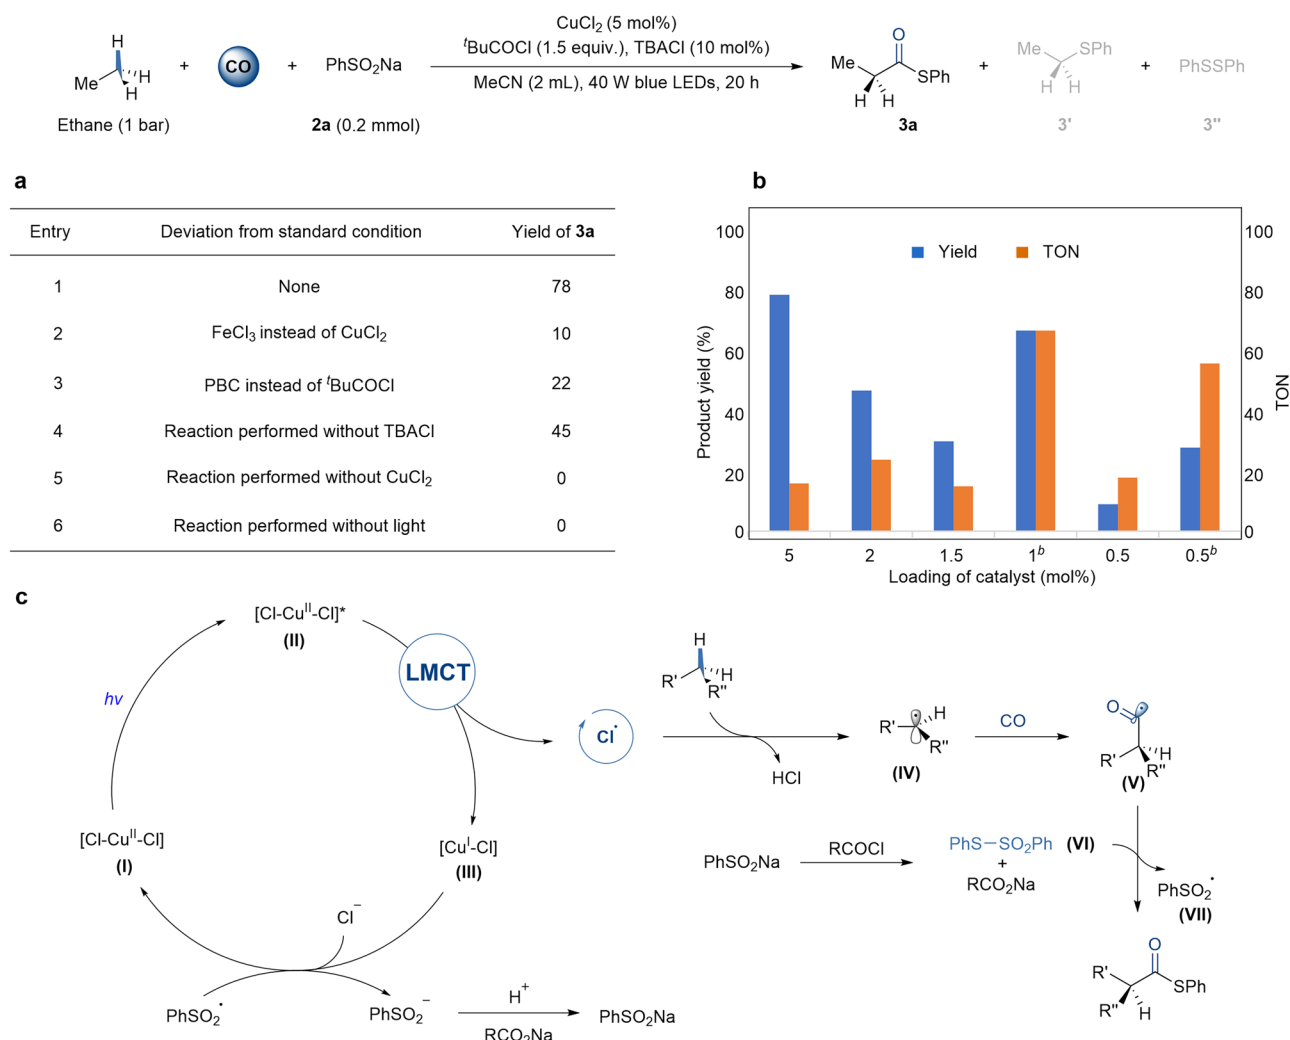 CuCl2 (5 mol%)
tBuCOCl (1.5 equiv.), TBACl (10 mol%)
MeCN (2 mL), 40 W blue LEDs, 20 h
H
Me
H
H
+
CO
+
PhSO2Na
Me
O
SPh
H
H
+
Me
SPh
H
H
+
PhSSPh
Ethane (1 bar)
2a (0.2 mmol)
3a
3'
3''
a
Entry
Deviation from standard condition
Yield of 3a
1
None
78
2
FeCl3 instead of CuCl2
10
3
PBC instead of tBuCOCl
22
4
Reaction performed without TBACl
45
5
Reaction performed without CuCl2
0
6
Reaction performed without light
0
b
Yield
TON
100
80
60
40
20
0
Product yield (%)
100
80
60
40
20
0
TON
5
2
1.5
1b
0.5
0.5b
Loading of catalyst (mol%)
c
[Cl-CuII-Cl]*
(II)
LMCT
hν
Cl•
[Cl-CuII-Cl]
(I)
[CuI-Cl]
(III)
Cl−
PhSO2•
PhSO2−
H+
RCO2Na
PhSO2Na
H
R'
H
R''
HCl
R'
H
R''
(IV)
CO
O
R'
H
R''
(V)
PhSO2Na
RCOCl
PhS−SO2Ph
(VI)
+
RCO2Na
PhSO2•
(VII)
O
R'
SPh
R''
H